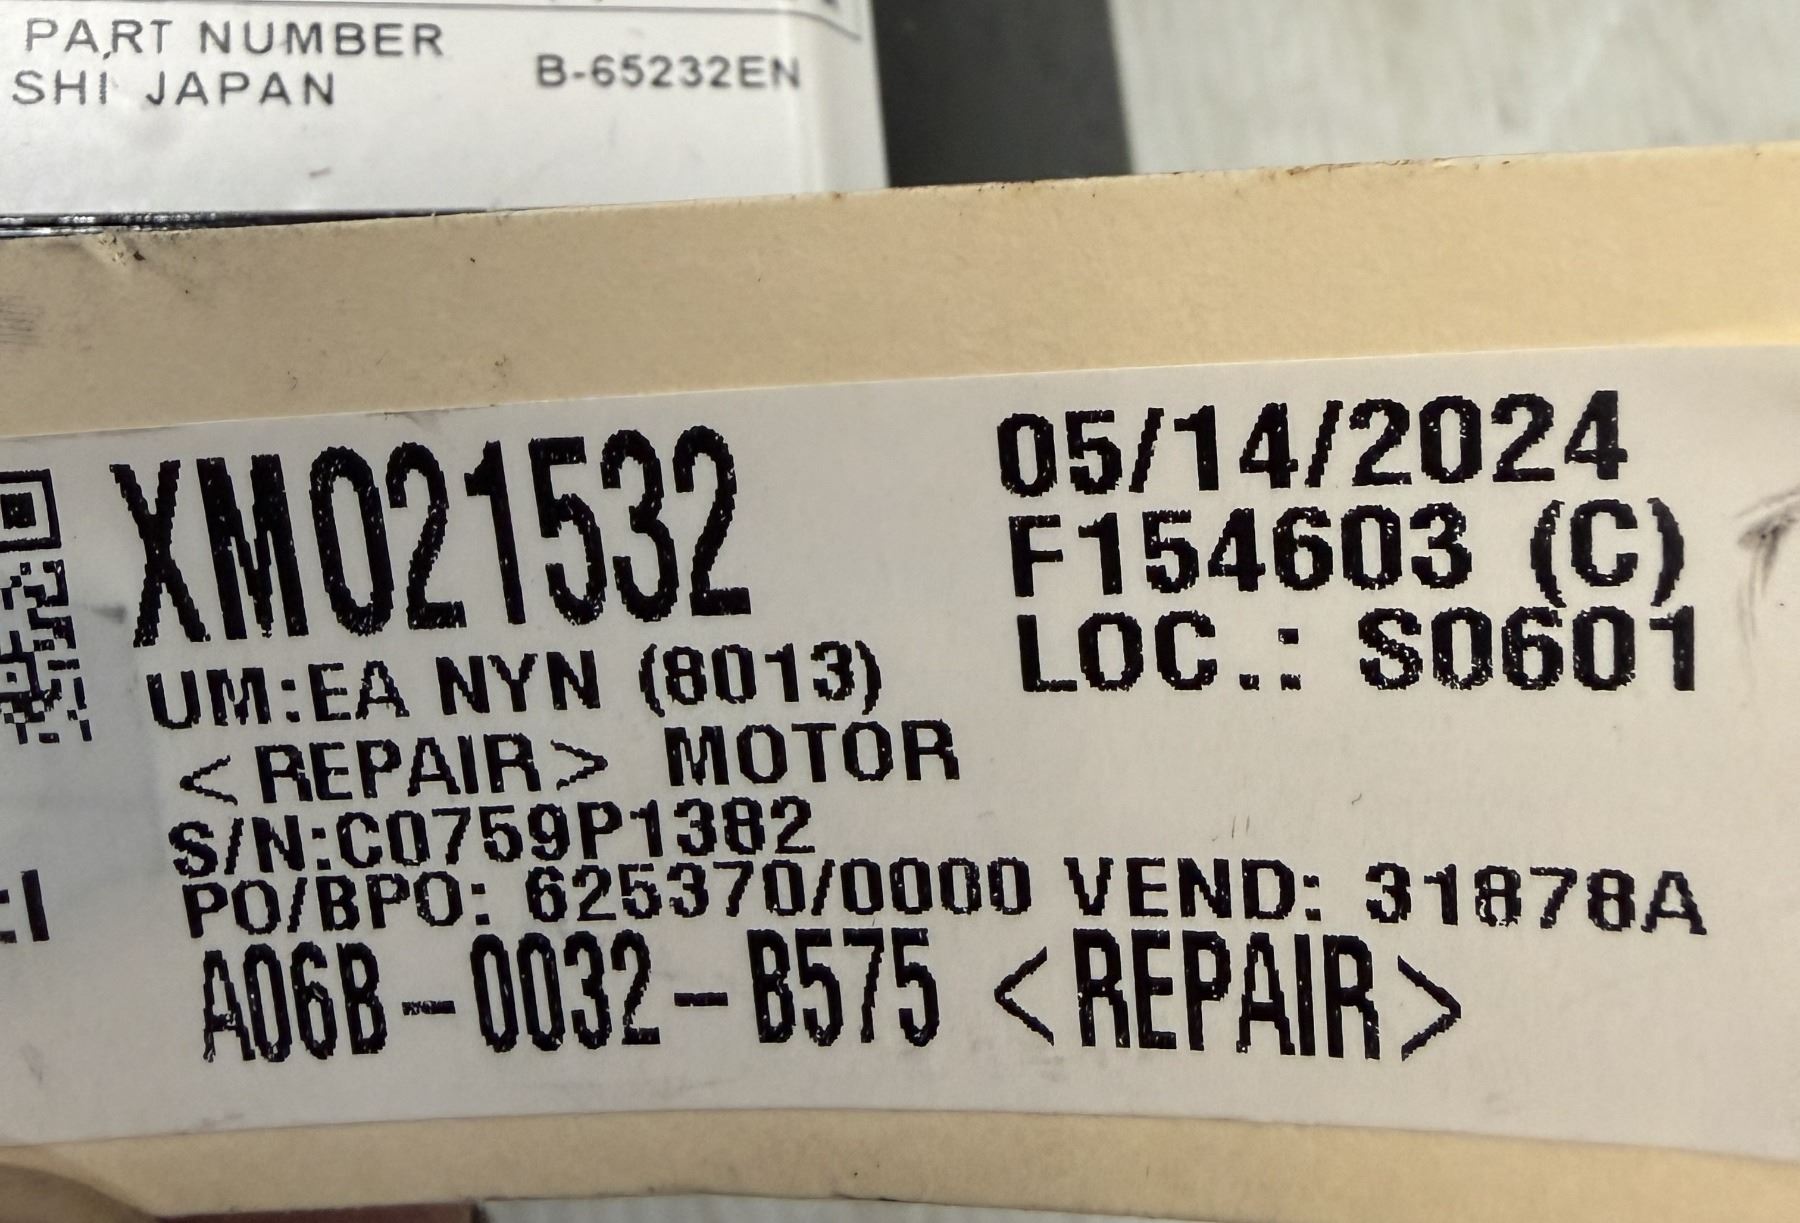 PART NUMBER
SHI JAPAN B-65232EN
XM021532
05/14/2024
F154603 (C)
LOC.: S0601
UM:EA NYN (8013)
<REPAIR> MOTOR
S/N:C0759P1382
PO/BPO: 625370/0000 VEND: 31878A
A06B-0032-B575 <REPAIR>